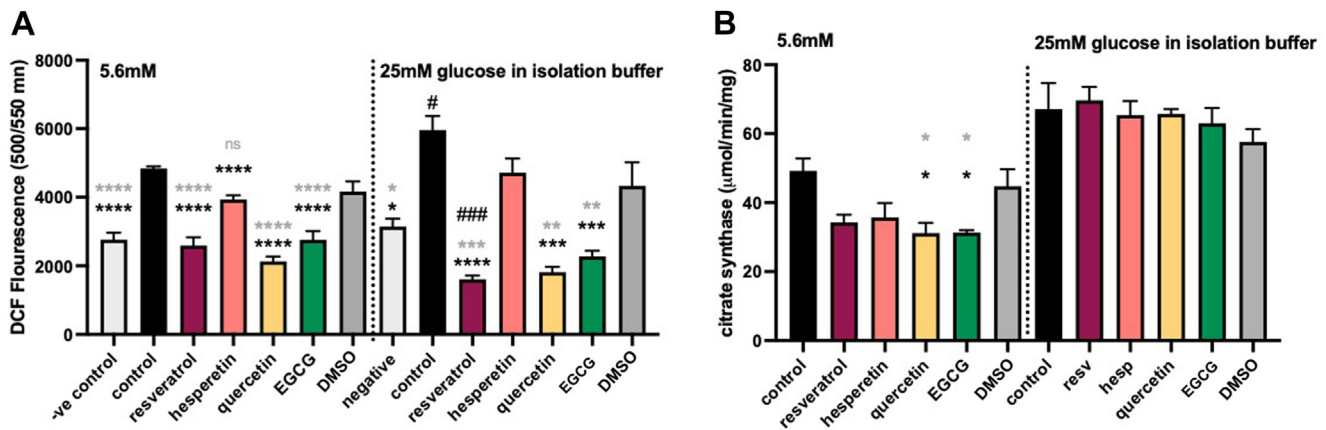 A
5.6mM
25mM glucose in isolation buffer
DCF Flourescence (500/550 mn)
8000
6000
4000
2000
0
****
****
****
****
ns
****
****
****
****
****
*
*
#
###
***
****
**
***
**
***
-ve control
control
resveratrol
hesperetin
quercetin
EGCG
DMSO
negative
control
resveratrol
hesperetin
quercetin
EGCG
DMSO
B
5.6mM
25mM glucose in isolation buffer
citrate synthase (μmol/min/mg)
80
60
40
20
0
*
*
*
*
control
resveratrol
hesperetin
quercetin
EGCG
DMSO
control
resv
hesp
quercetin
EGCG
DMSO